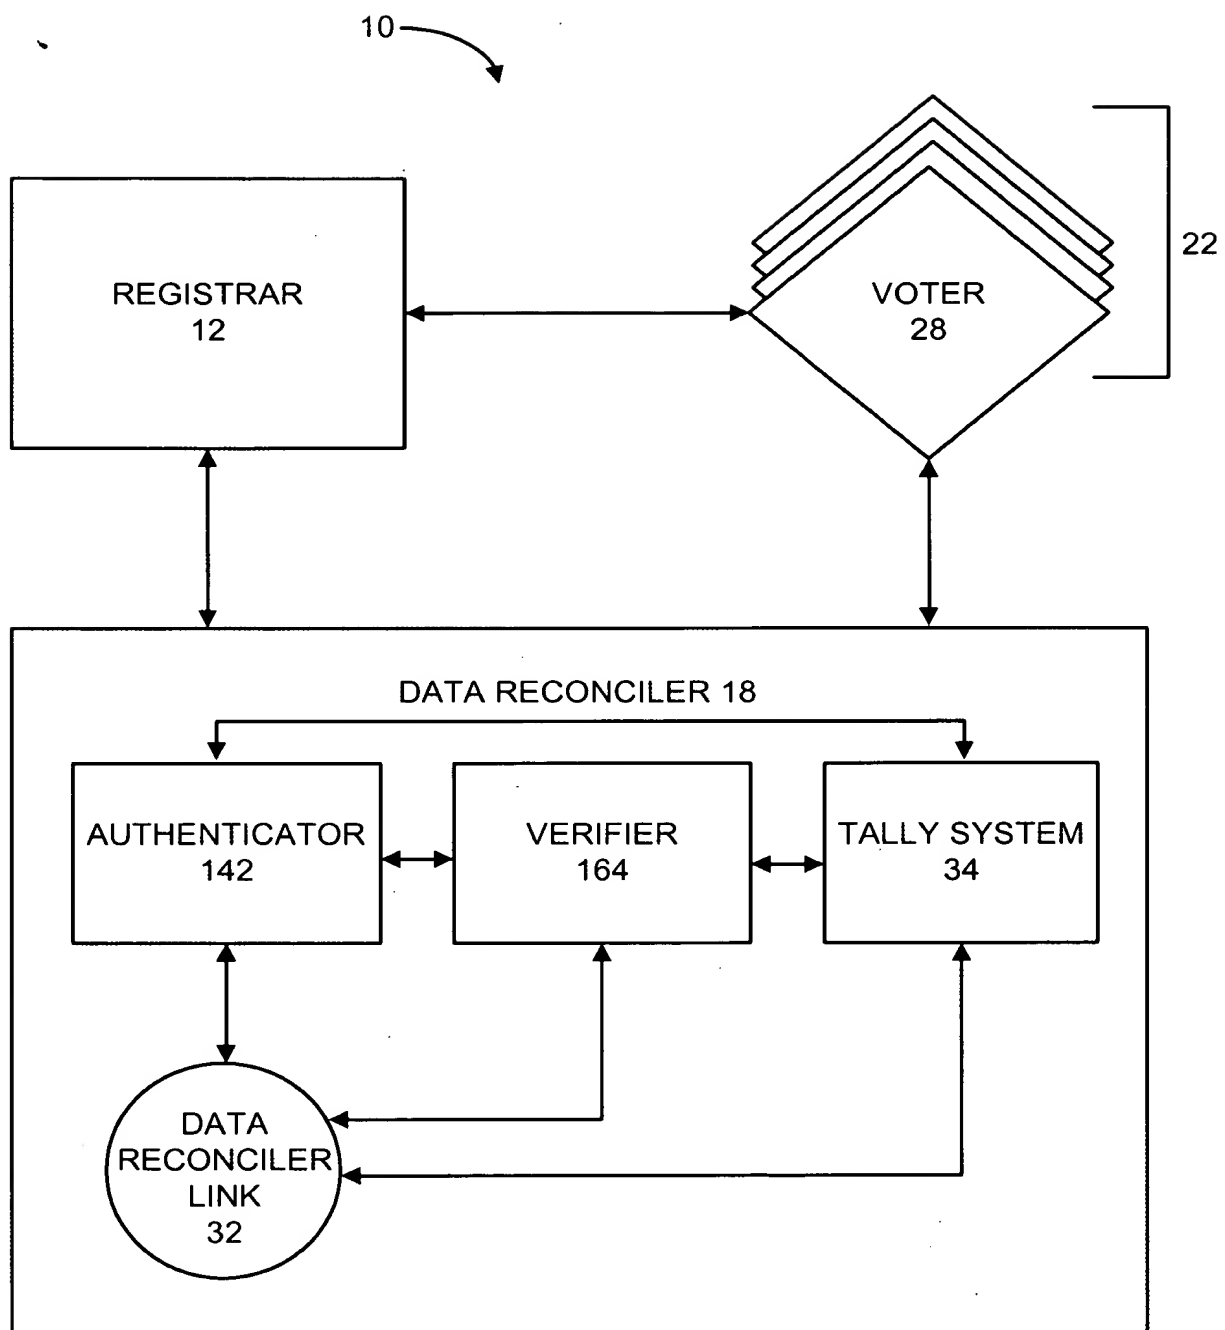 10
22
REGISTRAR
12
VOTER
28
DATA RECONCILER 18
AUTHENTICATOR
142
VERIFIER
164
TALLY SYSTEM
34
DATA
RECONCILER
LINK
32